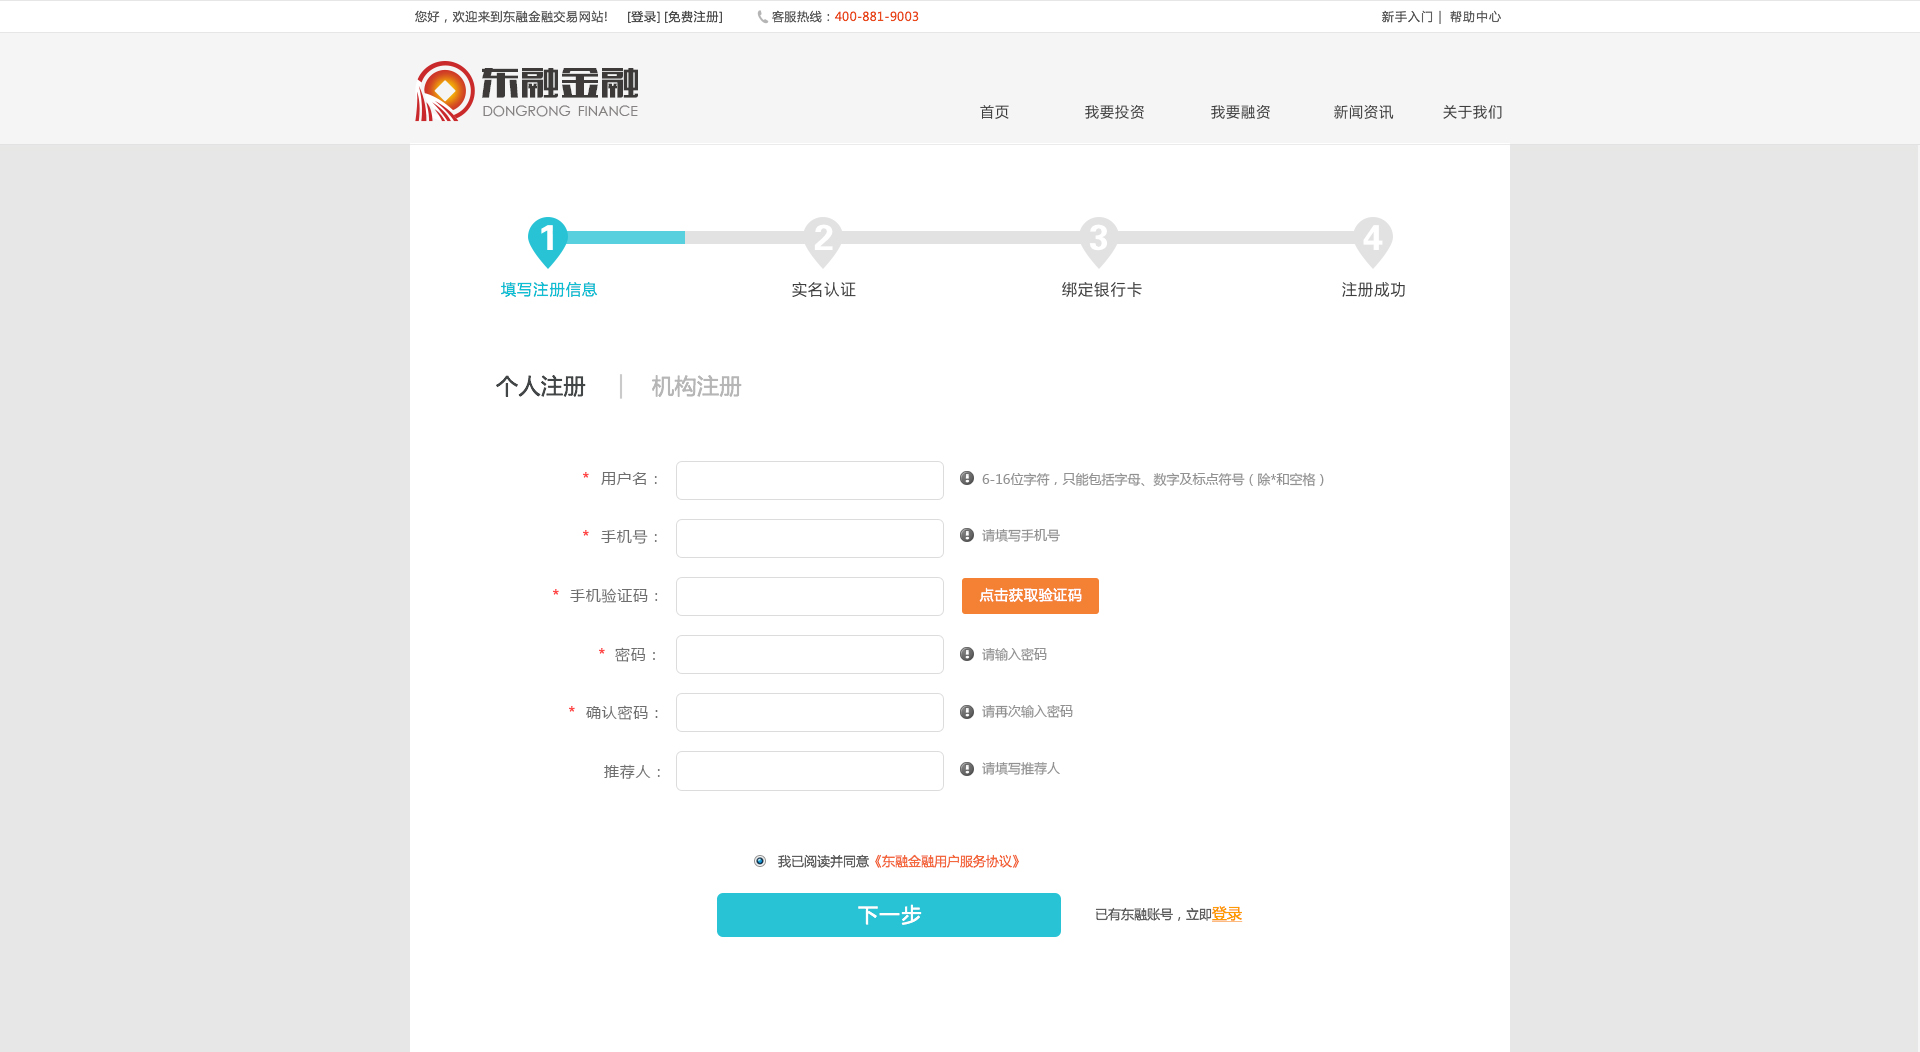 您好，欢迎来到东融金融交易网站! [登录] [免费注册] 客服热线：400-881-9003 新手入门 | 帮助中心
东融金融
DONGRONG FINANCE
首页 我要投资 我要融资 新闻资讯 关于我们
1 2 3 4
填写注册信息 实名认证 绑定银行卡 注册成功
个人注册 | 机构注册
* 用户名： 6-16位字符，只能包括字母、数字及标点符号（除*和空格）
* 手机号： 请填写手机号
* 手机验证码： 点击获取验证码
* 密码： 请输入密码
* 确认密码： 请再次输入密码
推荐人： 请填写推荐人
我已阅读并同意《东融金融用户服务协议》
下一步 已有东融账号，立即登录